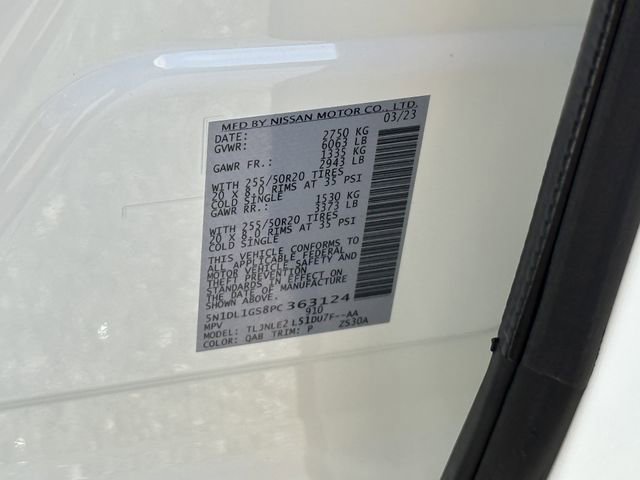 MFD BY NISSAN MOTOR CO., LTD.
DATE: 03/23
GVWR: 2750 KG
6063 LB
GAWR FR.: 1335 KG
2943 LB
WITH 255/50R20 TIRES
20 X 8.0 RIMS AT 35 PSI
COLD SINGLE
GAWR RR.: 1530 KG
3373 LB
WITH 255/50R20 TIRES
20 X 8.0 RIMS AT 35 PSI
COLD SINGLE
THIS VEHICLE CONFORMS TO
ALL APPLICABLE FEDERAL
MOTOR VEHICLE SAFETY AND
THEFT PREVENTION
STANDARDS IN EFFECT ON
THE DATE OF MANUFACTURE
SHOWN ABOVE.
5N1DL1GS8PC363124
MPV 910
MODEL: TLJNLE2 L51DU7F--AA
COLOR: QAB TRIM: P ZS30A